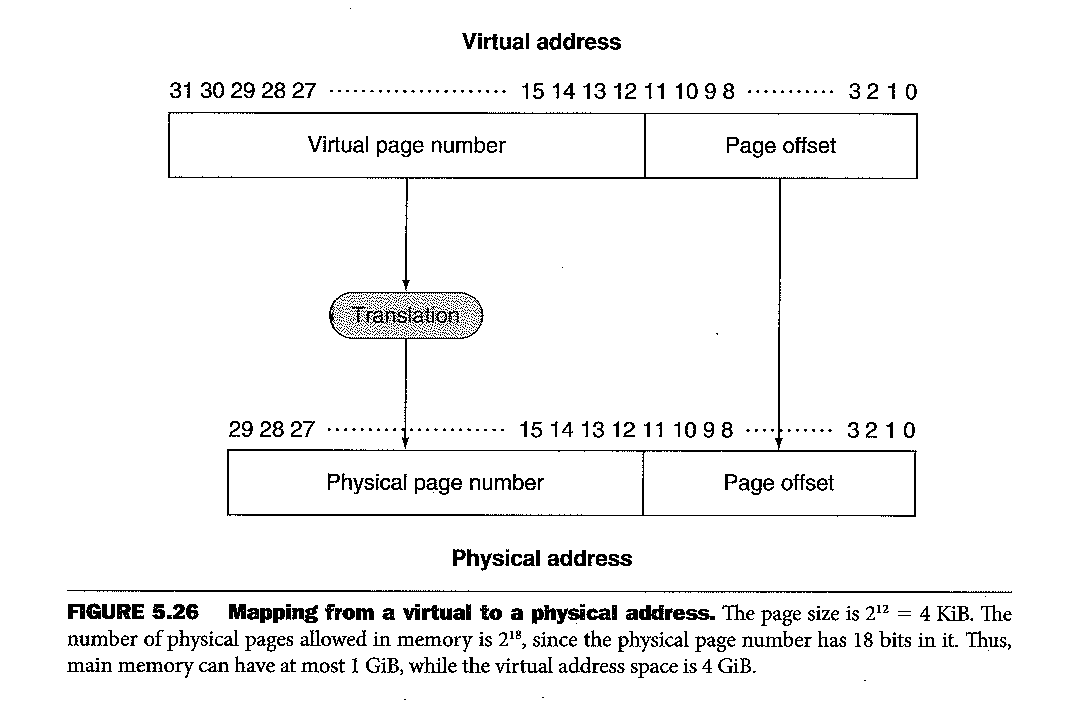 Virtual address
31 30 29 28 27 ······················ 15 14 13 12 11 10 9 8 ··········· 3 2 1 0
Virtual page number Page offset
Translation
29 28 27 ······················ 15 14 13 12 11 10 9 8 ··········· 3 2 1 0
Physical page number Page offset
Physical address
FIGURE 5.26 Mapping from a virtual to a physical address. The page size is 2¹² = 4 KiB. The
number of physical pages allowed in memory is 2¹⁸, since the physical page number has 18 bits in it. Thus,
main memory can have at most 1 GiB, while the virtual address space is 4 GiB.